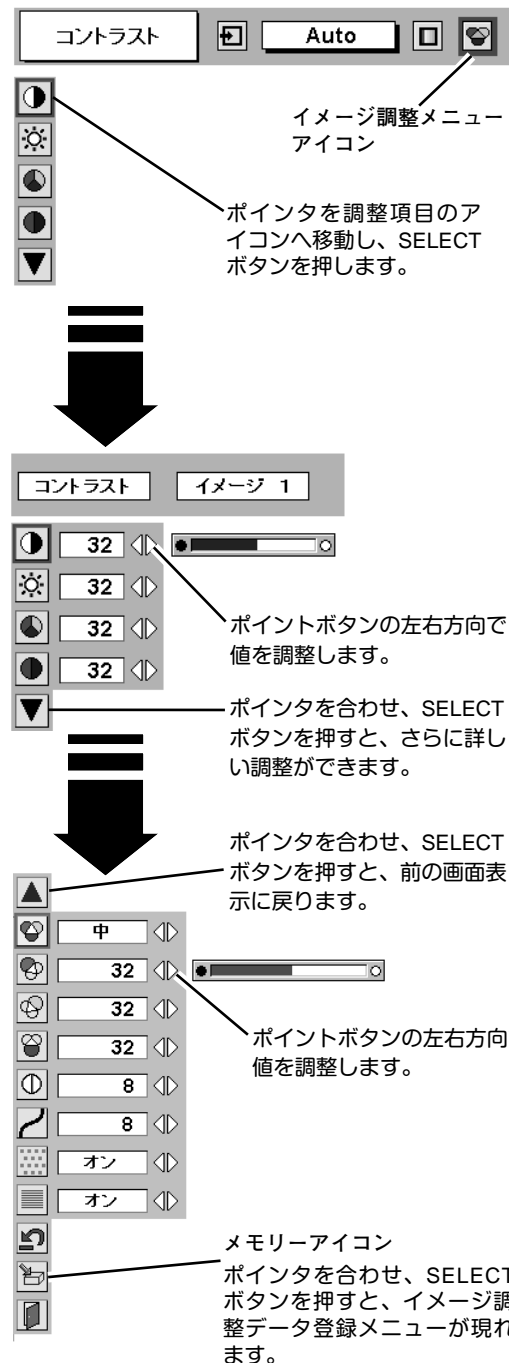 コントラスト
Auto
イメージ調整メニュー
アイコン
ポインタを調整項目のア
イコンへ移動し、SELECT
ボタンを押します。
コントラスト
イメージ 1
32
32
32
32
ポイントボタンの左右方向で
値を調整します。
ポインタを合わせ、SELECT
ボタンを押すと、さらに詳し
い調整ができます。
ポインタを合わせ、SELECT
ボタンを押すと、前の画面表
示に戻ります。
中
32
32
32
8
8
オン
オン
ポイントボタンの左右方向
値を調整します。
メモリーアイコン
ポインタを合わせ、SELECT
ボタンを押すと、イメージ調
整データ登録メニューが現れ
ます。